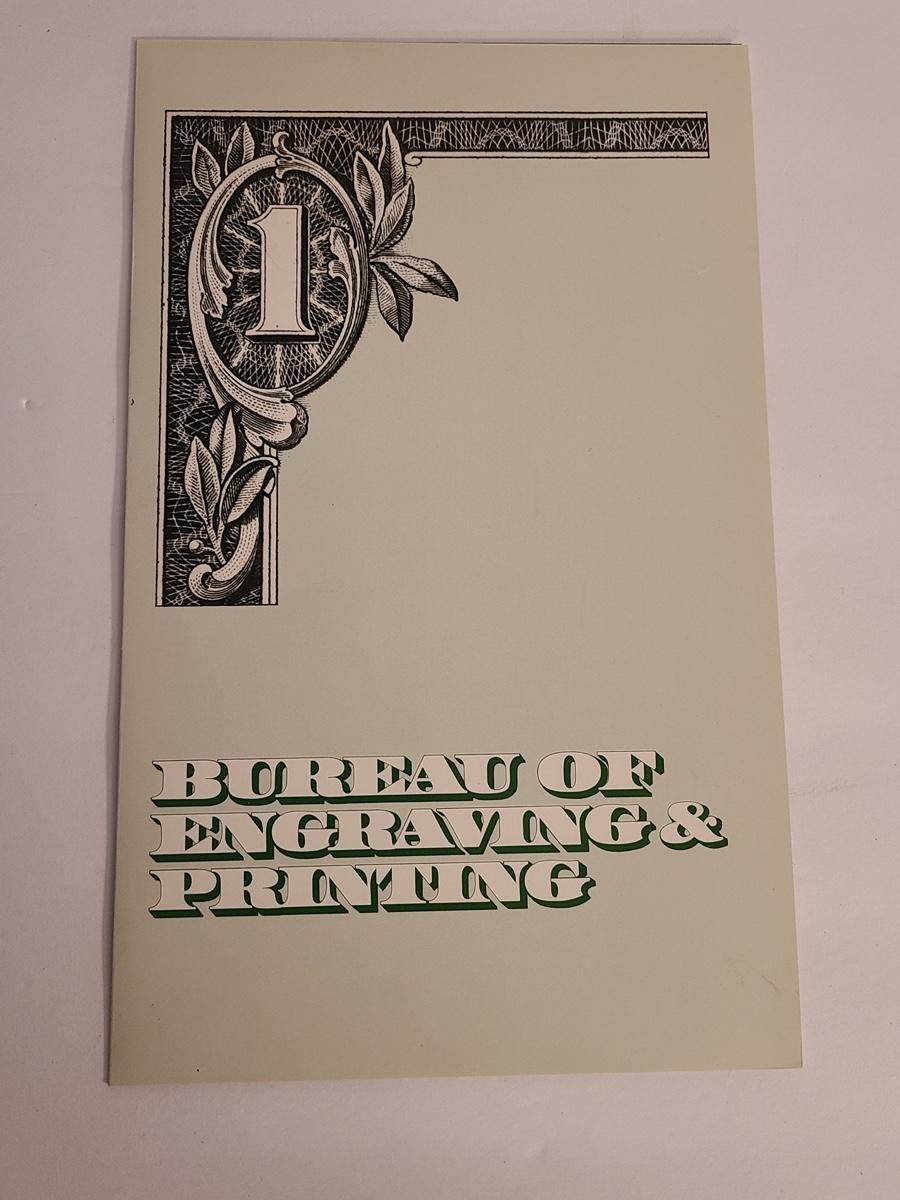 1
BUREAU OF
ENGRAVING &
PRINTING